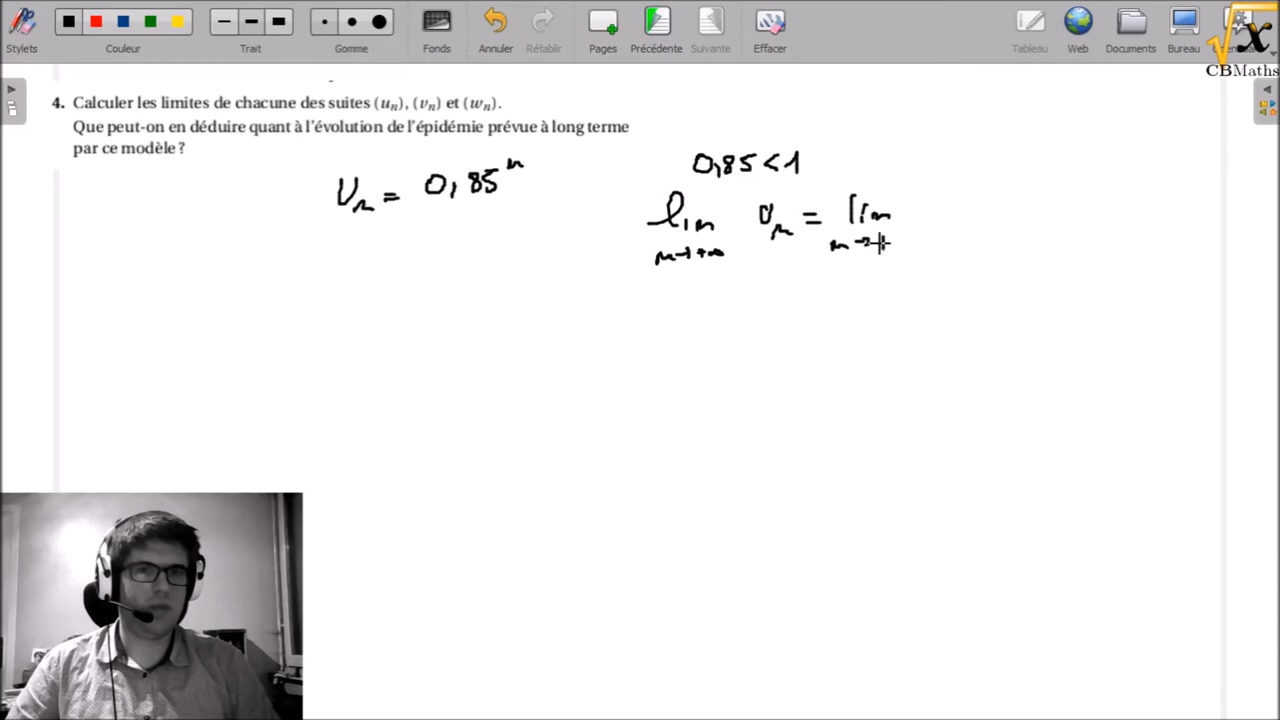 Stylets
Couleur
Trait
Gomme
Fonds
Annuler
Rétablir
Pages
Précédente
Suivante
Effacer
Tableau
Web
Documents
Bureau
CBMaths
4. Calculer les limites de chacune des suites (uₙ), (vₙ) et (wₙ).
Que peut-on en déduire quant à l'évolution de l'épidémie prévue à long terme
par ce modèle ?
0,85 < 1
Uₙ = 0,85ⁿ
lim vₙ = lim
n→+∞ n→+